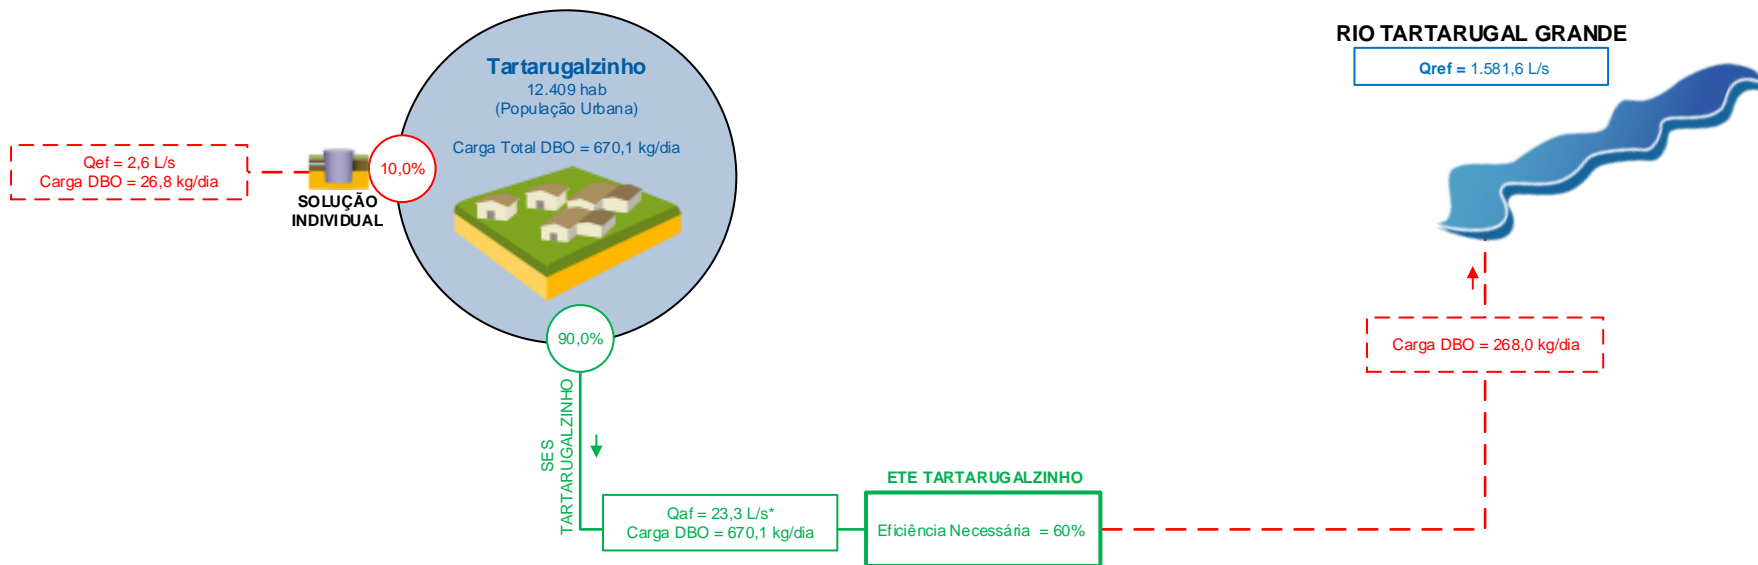 RIO TARTARUGAL GRANDE
Qref = 1.581,6 L/s
Tartarugalzinho
12.409 hab
(População Urbana)
Carga Total DBO = 670,1 kg/dia
Qef = 2,6 L/s
Carga DBO = 26,8 kg/dia
10,0%
SOLUÇÃO
INDIVIDUAL
90,0%
Carga DBO = 268,0 kg/dia
SES
TARTARUGALZINHO
ETE TARTARUGALZINHO
Qaf = 23,3 L/s*
Carga DBO = 670,1 kg/dia
Eficiência Necessária = 60%